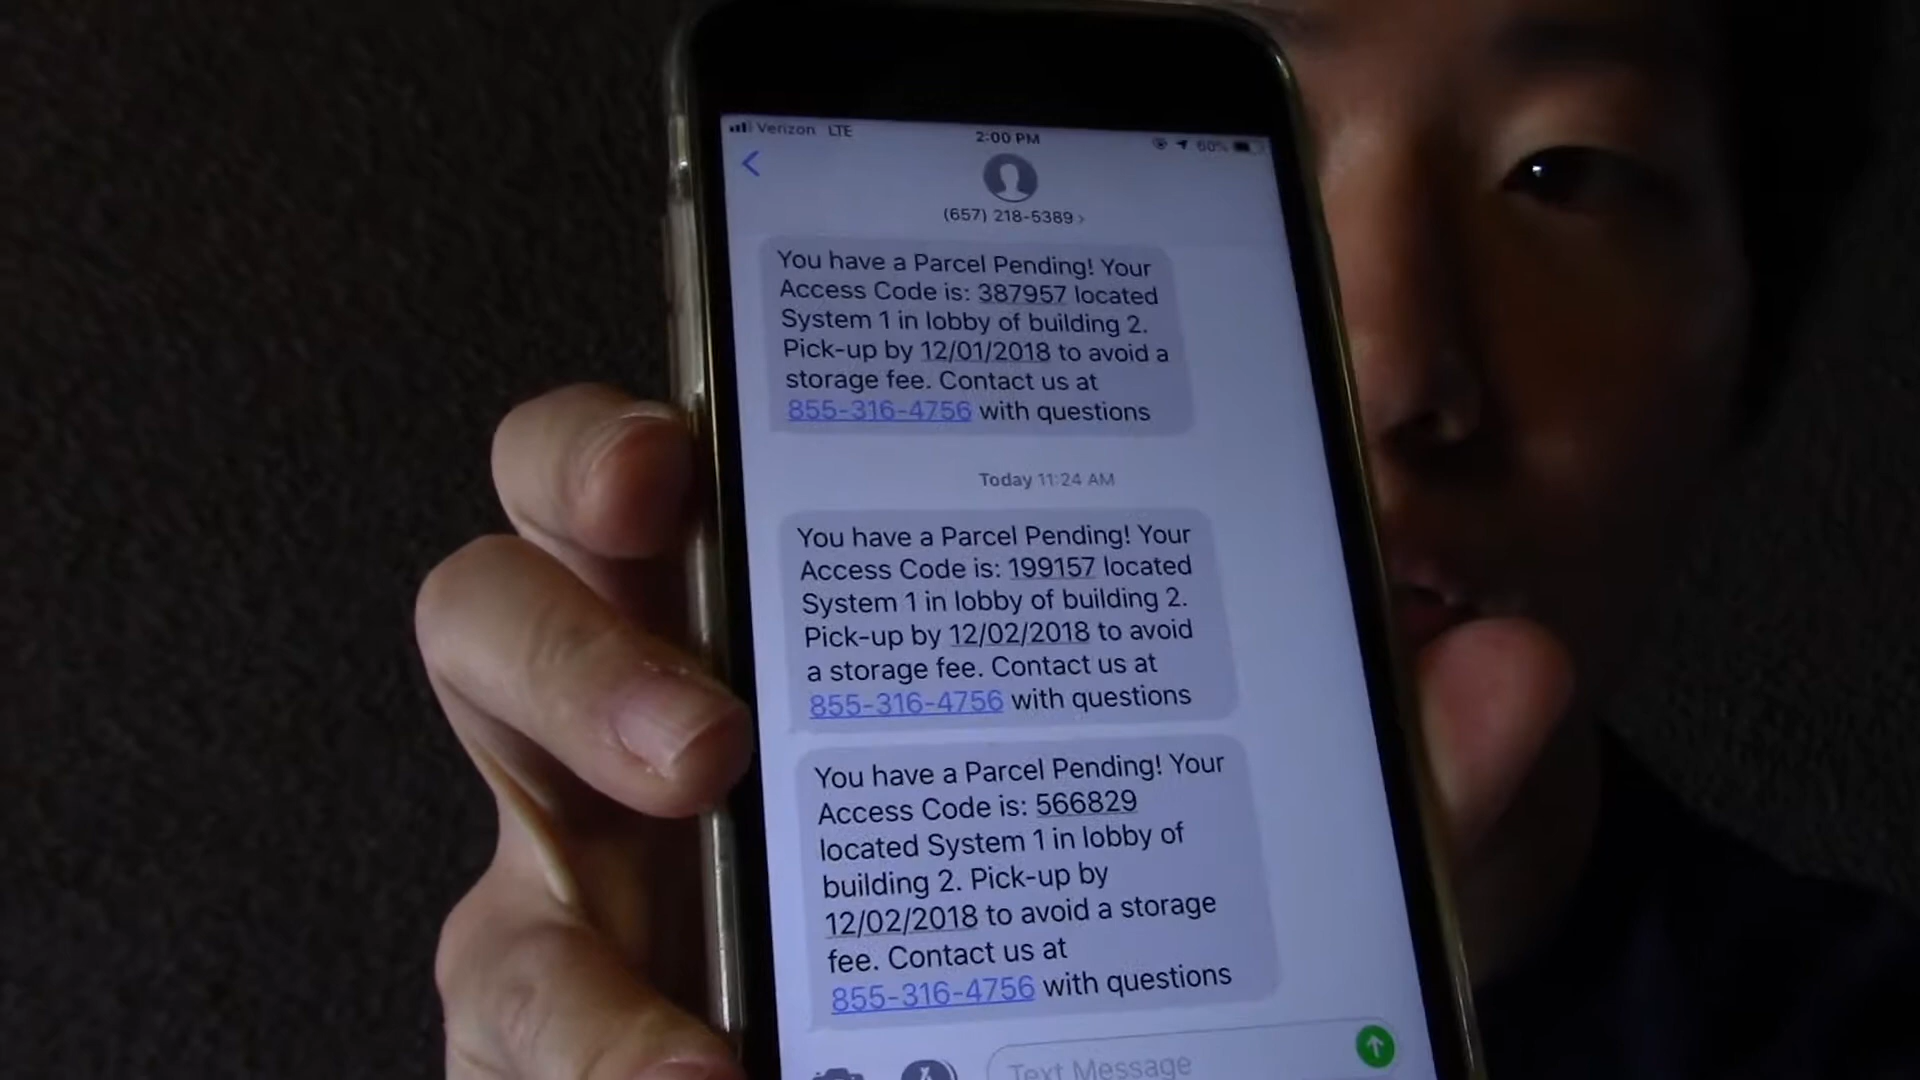 Verizon LTE
2:00 PM
60%
(657) 218-5389 >
You have a Parcel Pending! Your
Access Code is: 387957 located
System 1 in lobby of building 2.
Pick-up by 12/01/2018 to avoid a
storage fee. Contact us at
855-316-4756 with questions
Today 11:24 AM
You have a Parcel Pending! Your
Access Code is: 199157 located
System 1 in lobby of building 2.
Pick-up by 12/02/2018 to avoid
a storage fee. Contact us at
855-316-4756 with questions
You have a Parcel Pending! Your
Access Code is: 566829
located System 1 in lobby of
building 2. Pick-up by
12/02/2018 to avoid a storage
fee. Contact us at
855-316-4756 with questions
Text Message